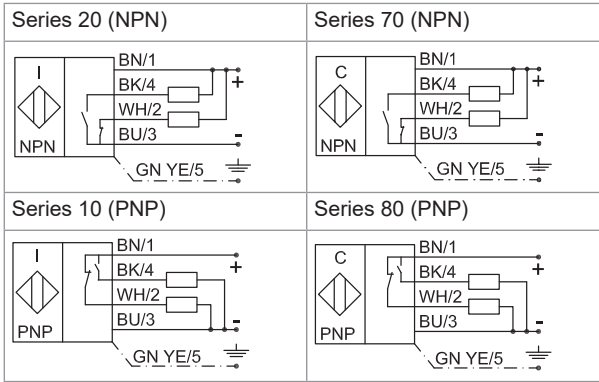 Series 20 (NPN)
Series 70 (NPN)
I
BN/1
BK/4
WH/2
BU/3
+
-
NPN
GN YE/5
C
BN/1
BK/4
WH/2
BU/3
+
-
NPN
GN YE/5
Series 10 (PNP)
Series 80 (PNP)
I
BN/1
BK/4
WH/2
BU/3
+
-
PNP
GN YE/5
C
BN/1
BK/4
WH/2
BU/3
+
-
PNP
GN YE/5